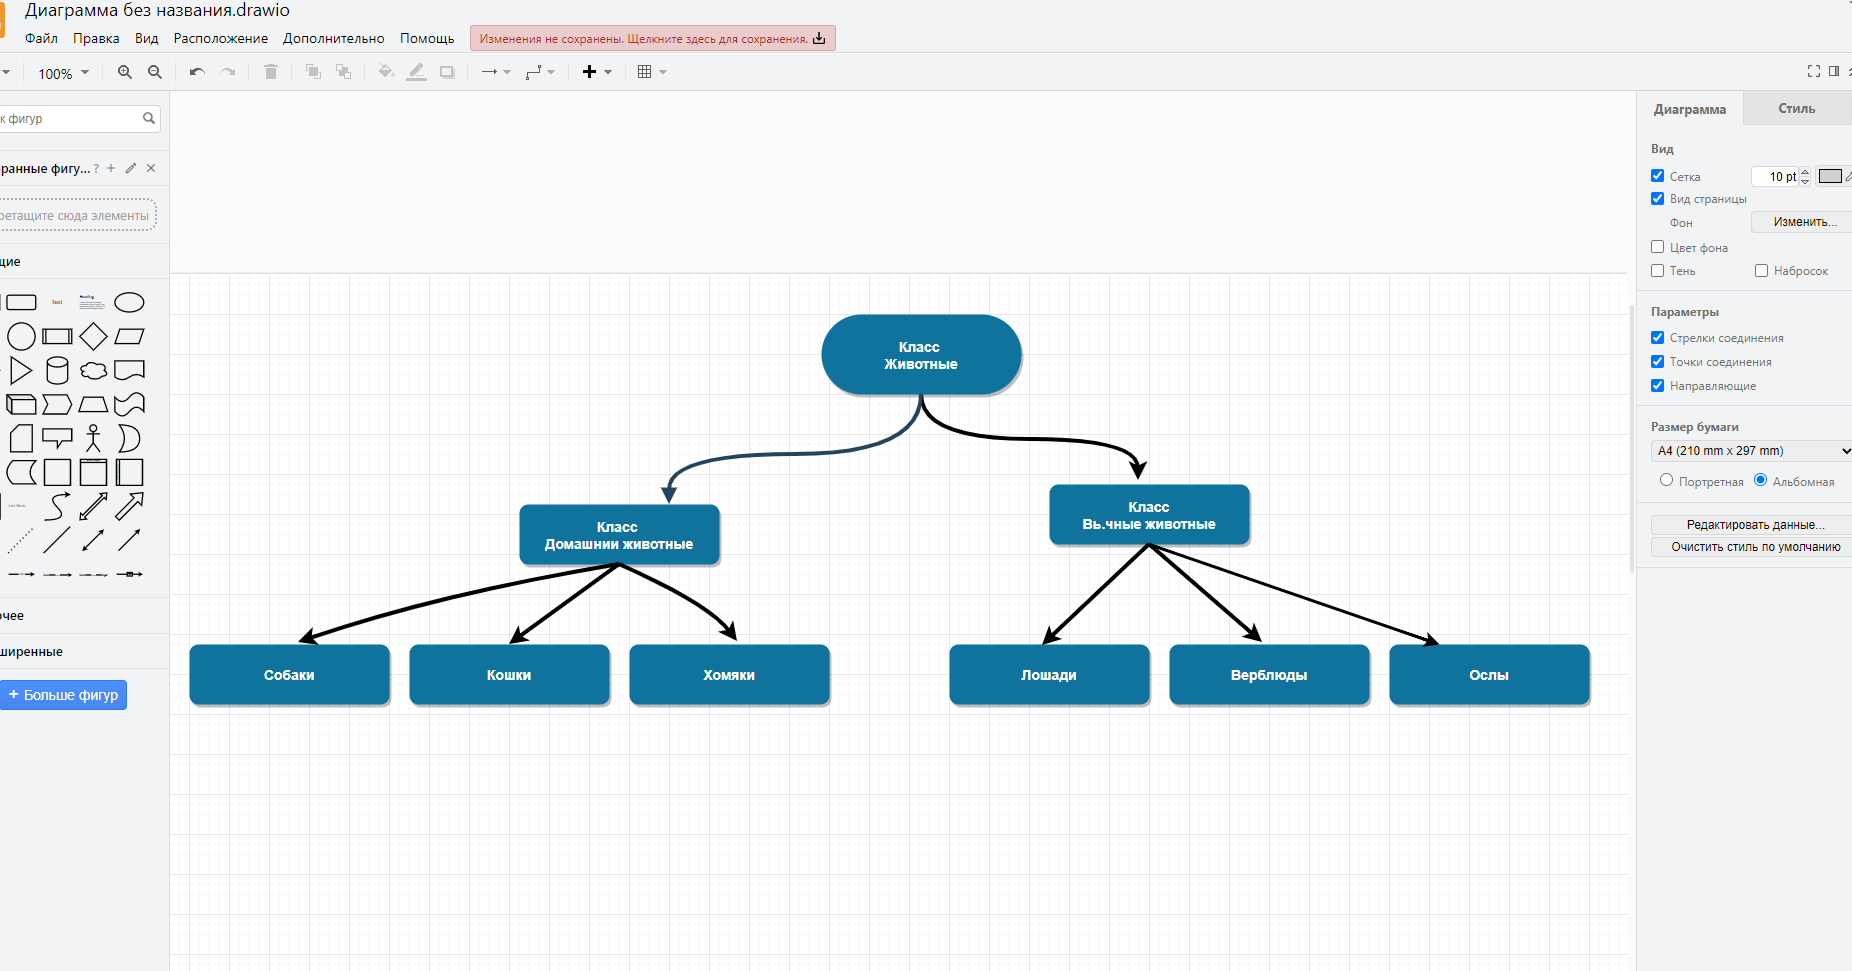 Диаграмма без названия.drawio
Файл Правка Вид Расположение Дополнительно Помощь Изменения не сохранены. Щелкните здесь для сохранения.
100%
Диаграмма Стиль
к фигур
Вид
ранные фигу... ?
Сетка 10 pt
Вид страницы
ретащите сюда элементы
Фон Изменить...
Цвет фона
щие
Тень Набросок
Text
Heading
Параметры
Стрелки соединения
Точки соединения
Направляющие
Класс
Животные
Размер бумаги
A4 (210 mm x 297 mm)
Портретная Альбомная
List Item
Класс
Вь.чные животные
Класс
Домашнии животные
Редактировать данные...
Очистить стиль по умолчанию
очее
ширенные
Собаки Кошки Хомяки Лошади Верблюды Ослы
+ Больше фигур